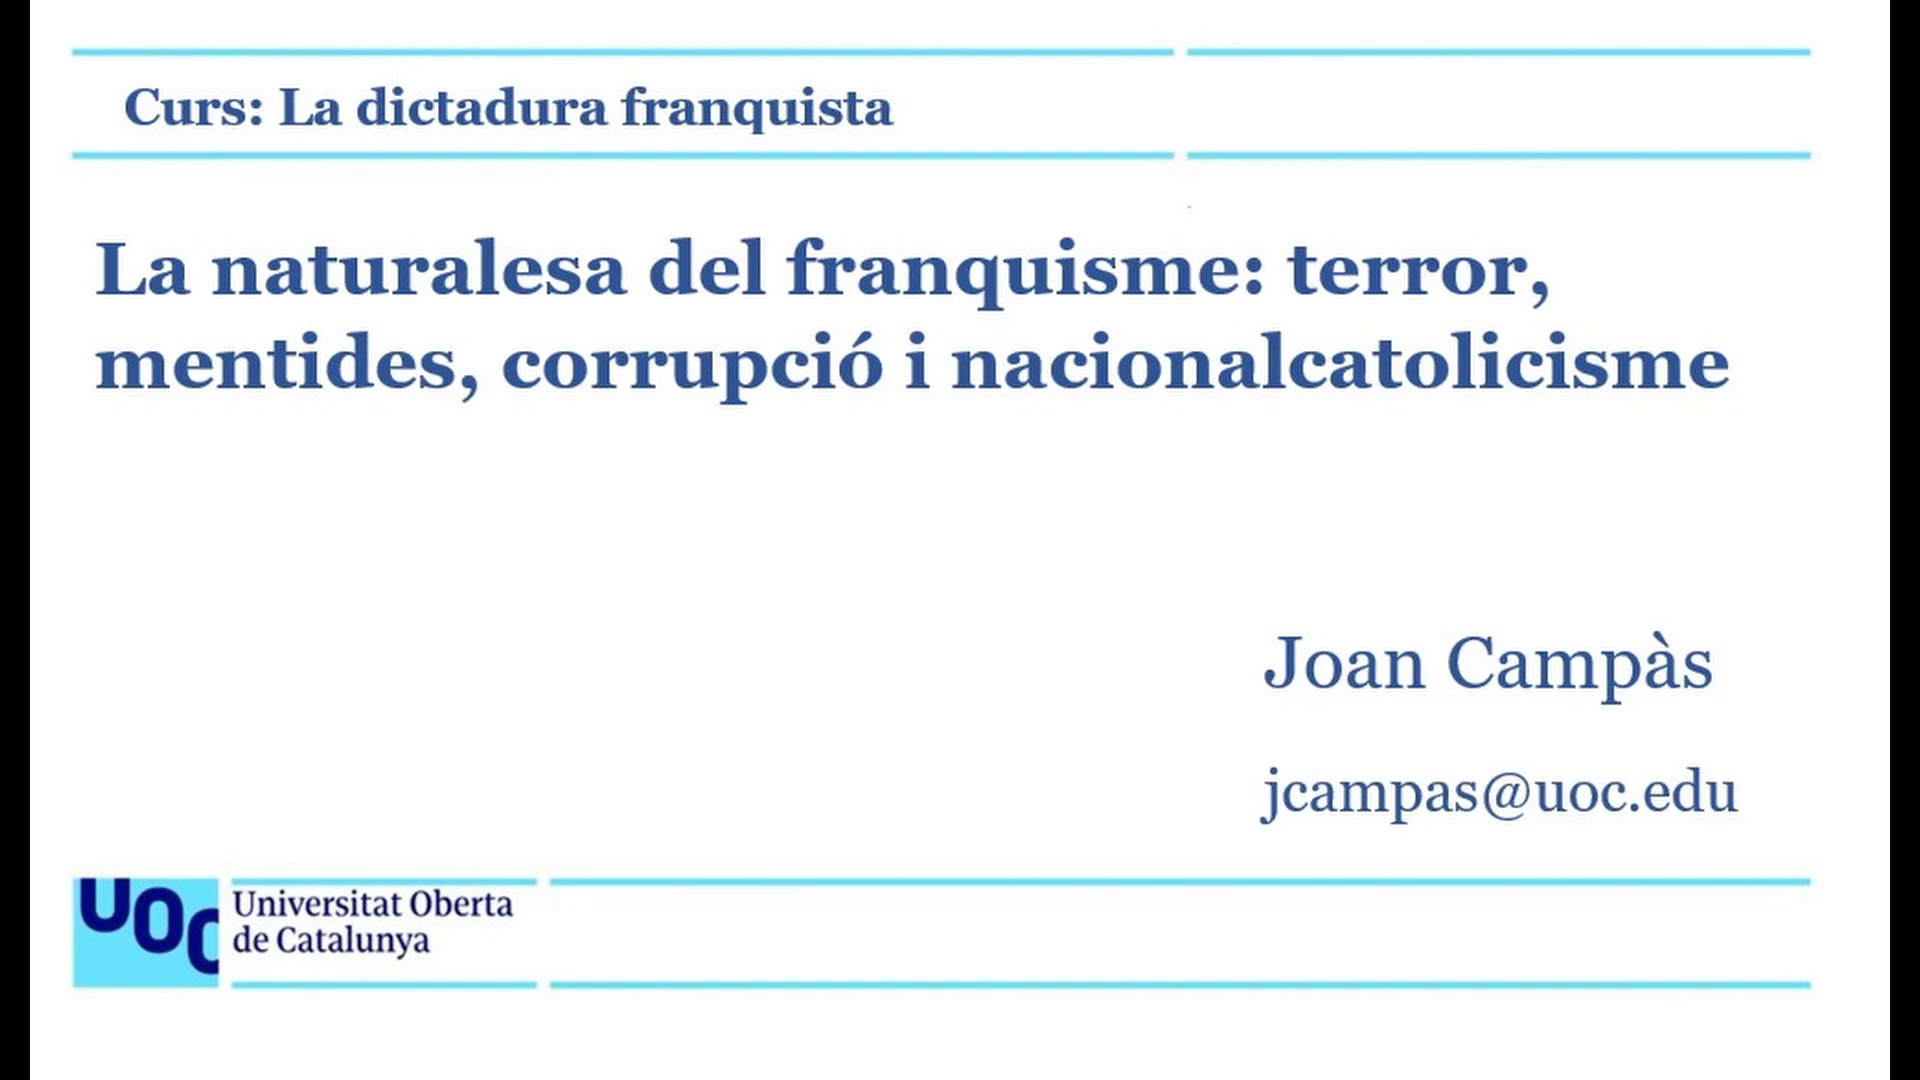 Curs: La dictadura franquista
La naturalesa del franquisme: terror,
mentides, corrupció i nacionalcatolicisme
Joan Campàs
jcampas@uoc.edu
UOC
Universitat Oberta
de Catalunya